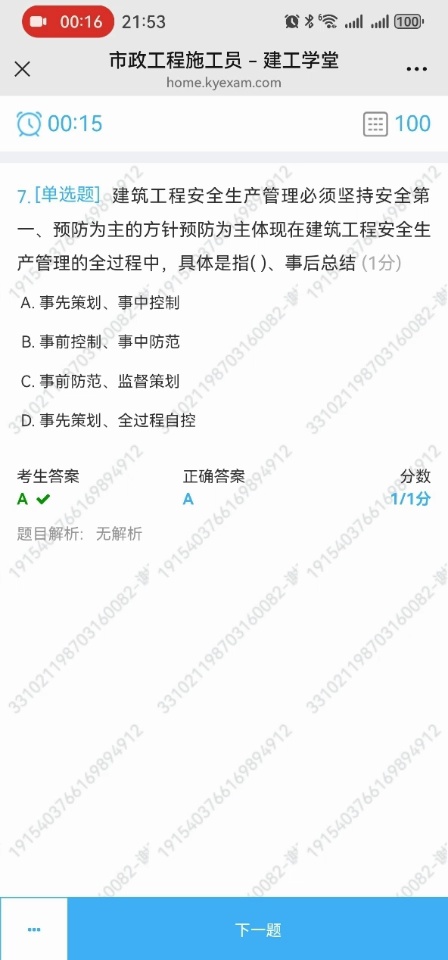 00:16 21:53 100
市政工程施工员 – 建工学堂
home.kyexam.com
00:15 100
7.[单选题] 建筑工程安全生产管理必须坚持安全第
一、预防为主的方针预防为主体现在建筑工程安全生
产管理的全过程中，具体是指( )、事后总结 (1分)
A. 事先策划、事中控制
B. 事前控制、事中防范
C. 事前防范、监督策划
D. 事先策划、全过程自控
考生答案 正确答案 分数
A A 1/1分
题目解析: 无解析
331021198703160082
1915403766169894912
下一题